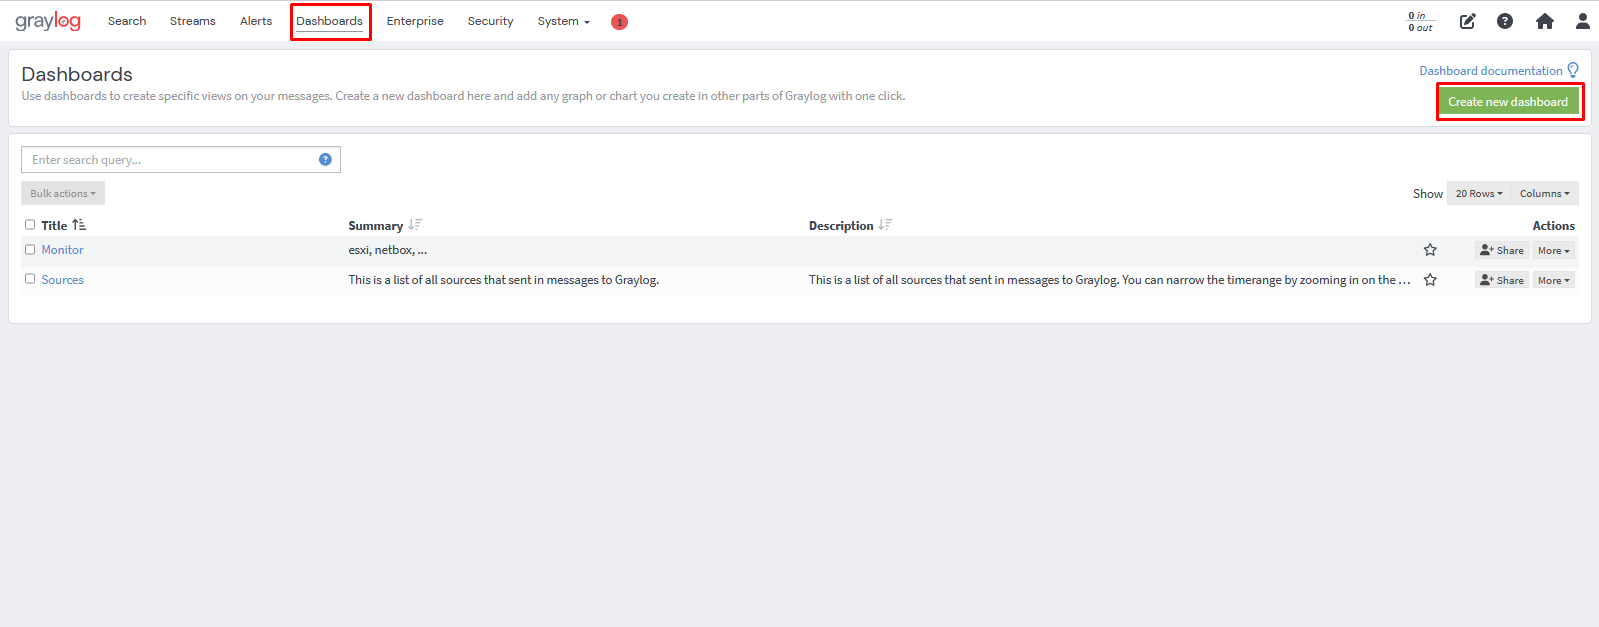 graylog Search Streams Alerts Dashboards Enterprise Security System 1 0 in
0 out
Dashboards
Dashboard documentation
Use dashboards to create specific views on your messages. Create a new dashboard here and add any graph or chart you create in other parts of Graylog with one click.
Create new dashboard
Enter search query...
Bulk actions Show 20 Rows Columns
Title Summary Description Actions
Monitor esxi, netbox, ... Share More
Sources This is a list of all sources that sent in messages to Graylog. This is a list of all sources that sent in messages to Graylog. You can narrow the timerange by zooming in on the ... Share More